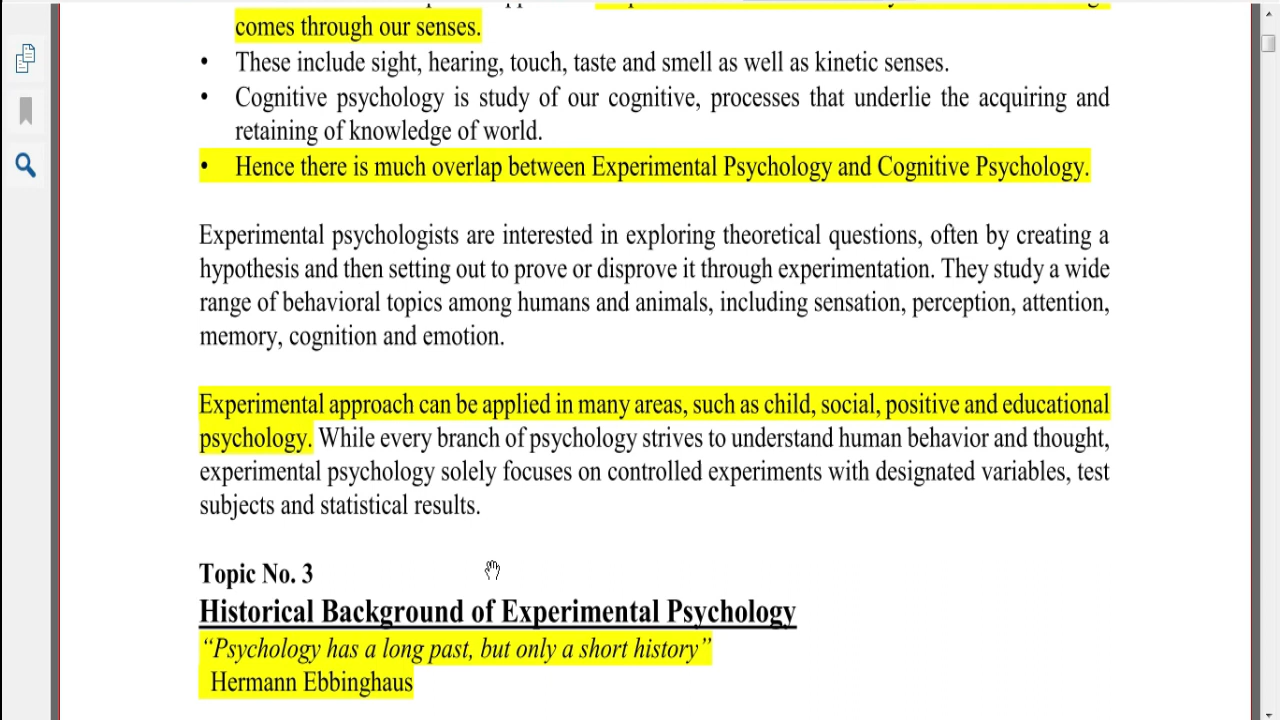 comes through our senses.
• These include sight, hearing, touch, taste and smell as well as kinetic senses.
• Cognitive psychology is study of our cognitive, processes that underlie the acquiring and
retaining of knowledge of world.
• Hence there is much overlap between Experimental Psychology and Cognitive Psychology.
Experimental psychologists are interested in exploring theoretical questions, often by creating a
hypothesis and then setting out to prove or disprove it through experimentation. They study a wide
range of behavioral topics among humans and animals, including sensation, perception, attention,
memory, cognition and emotion.
Experimental approach can be applied in many areas, such as child, social, positive and educational
psychology. While every branch of psychology strives to understand human behavior and thought,
experimental psychology solely focuses on controlled experiments with designated variables, test
subjects and statistical results.
Topic No. 3
Historical Background of Experimental Psychology
“Psychology has a long past, but only a short history”
Hermann Ebbinghaus